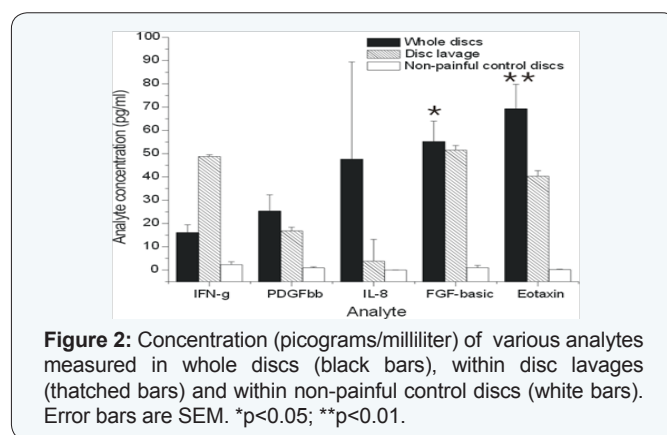 Whole discs
Disc lavage
Non-painful control discs
Analyte concentration (pg/ml)
100
90
80
70
60
50
40
30
20
10
0
*
**
IFN-g PDGFbb IL-8 FGF-basic Eotaxin
Analyte
Figure 2: Concentration (picograms/milliliter) of various analytes
measured in whole discs (black bars), within disc lavages
(thatched bars) and within non-painful control discs (white bars).
Error bars are SEM. *p<0.05; **p<0.01.